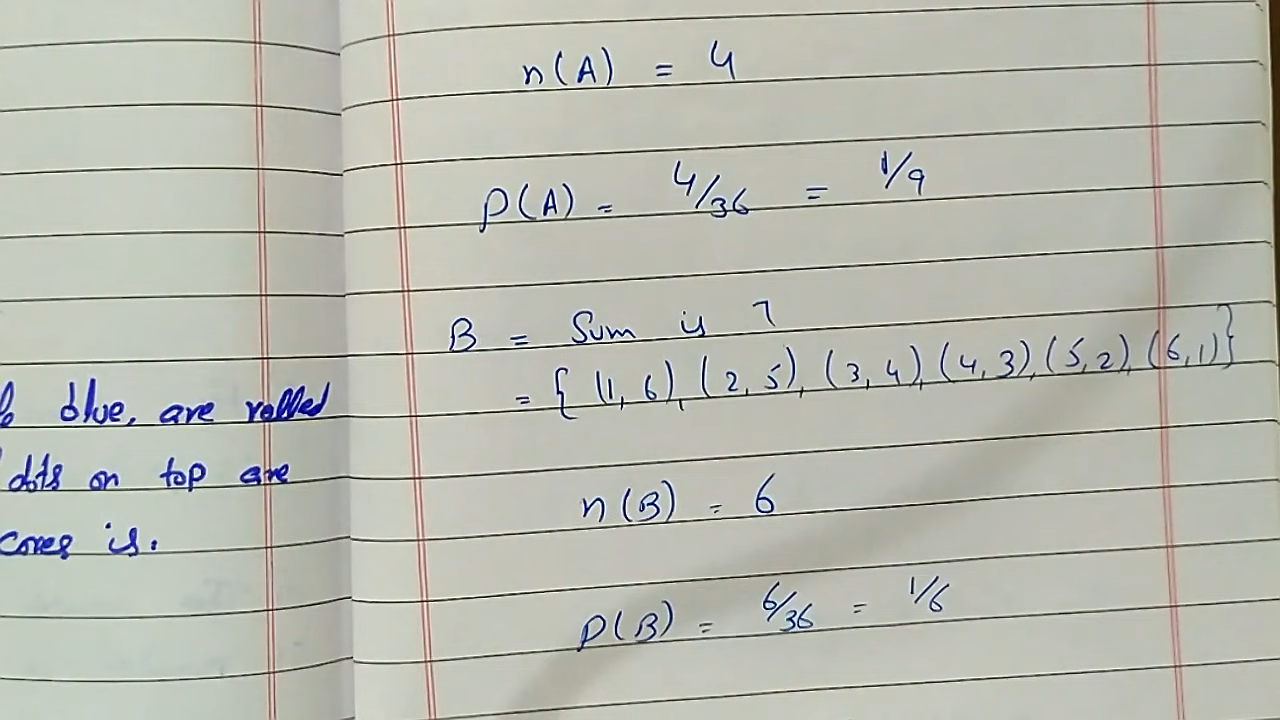 blue, are rolled
dots on top are
is.
n(A) = 4
P(A) = 4/36 = 1/9
B = Sum is 7
= { (1, 6), (2, 5), (3, 4), (4, 3), (5, 2), (6, 1) }
n(B) = 6
P(B) = 6/36 = 1/6